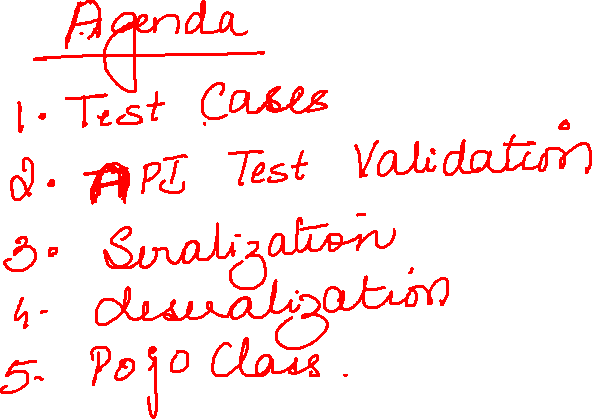 Agenda
1. Test Cases
2. API Test Validation
3. Seralization
4. deseralization
5. Pojo Class.